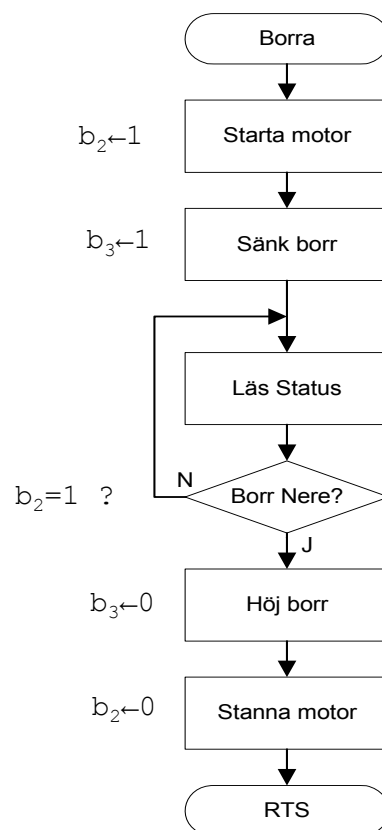 Borra
b₂←1 Starta motor
b₃←1 Sänk borr
Läs Status
N
b₂=1 ? Borr Nere?
J
b₃←0 Höj borr
b₂←0 Stanna motor
RTS